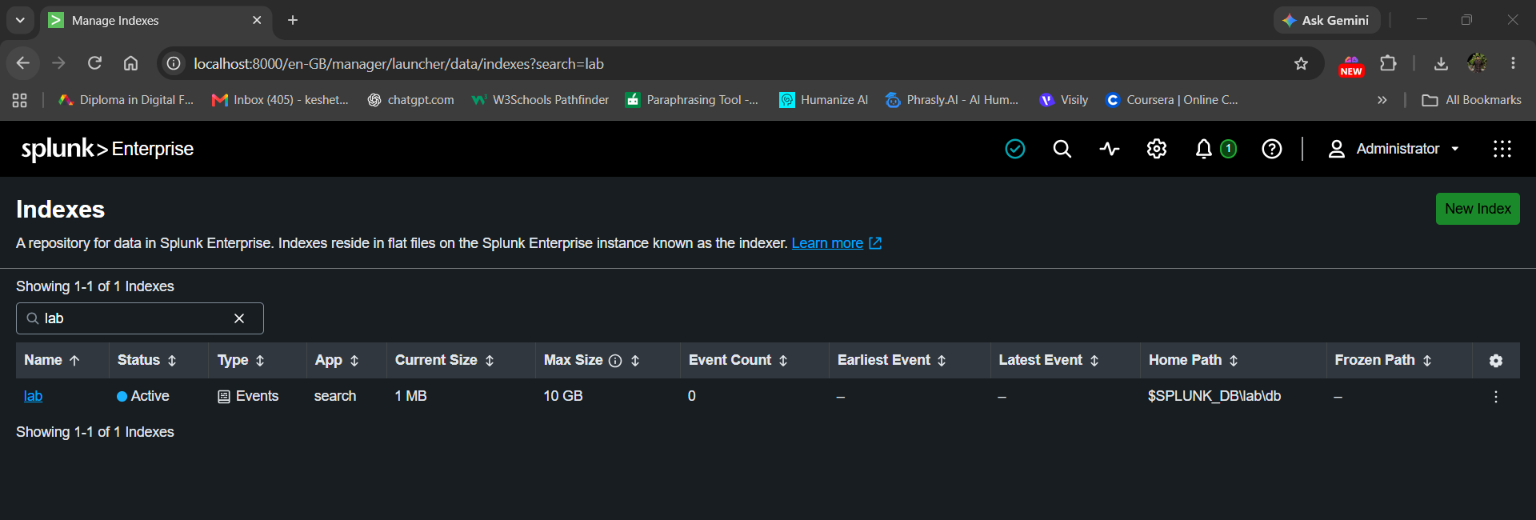 Manage Indexes
Ask Gemini
localhost:8000/en-GB/manager/launcher/data/indexes?search=lab
NEW
Diploma in Digital F... Inbox (405) - keshet... chatgpt.com W3Schools Pathfinder Paraphrasing Tool -... Humanize AI Phrasly.AI - AI Hum... Visily Coursera | Online C... » All Bookmarks
splunk> Enterprise 1 Administrator
Indexes
New Index
A repository for data in Splunk Enterprise. Indexes reside in flat files on the Splunk Enterprise instance known as the indexer. Learn more
Showing 1-1 of 1 Indexes
lab
Name Status Type App Current Size Max Size Event Count Earliest Event Latest Event Home Path Frozen Path
lab Active Events search 1 MB 10 GB 0 – – $SPLUNK_DB\lab\db –
Showing 1-1 of 1 Indexes